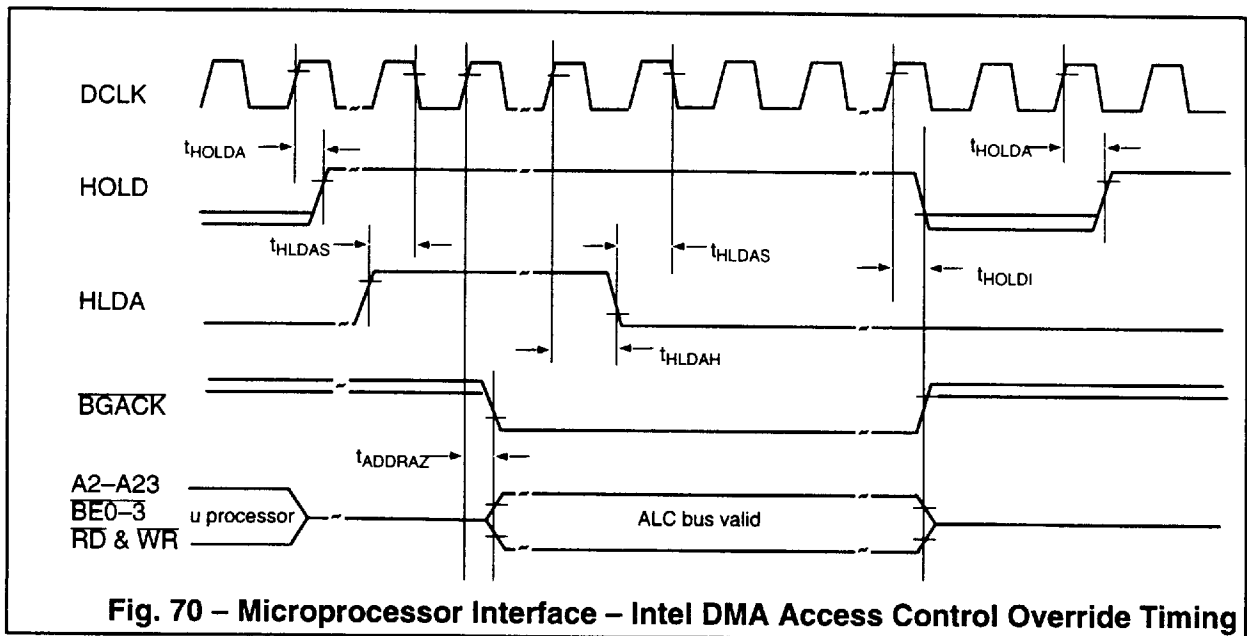 DCLK
tHOLDA
tHOLDA
HOLD
tHLDAS
tHLDAS
tHOLDI
HLDA
tHLDAH
BGACK
tADDRAZ
A2–A23
BE0–3
u processor
ALC bus valid
RD & WR
Fig. 70 – Microprocessor Interface – Intel DMA Access Control Override Timing